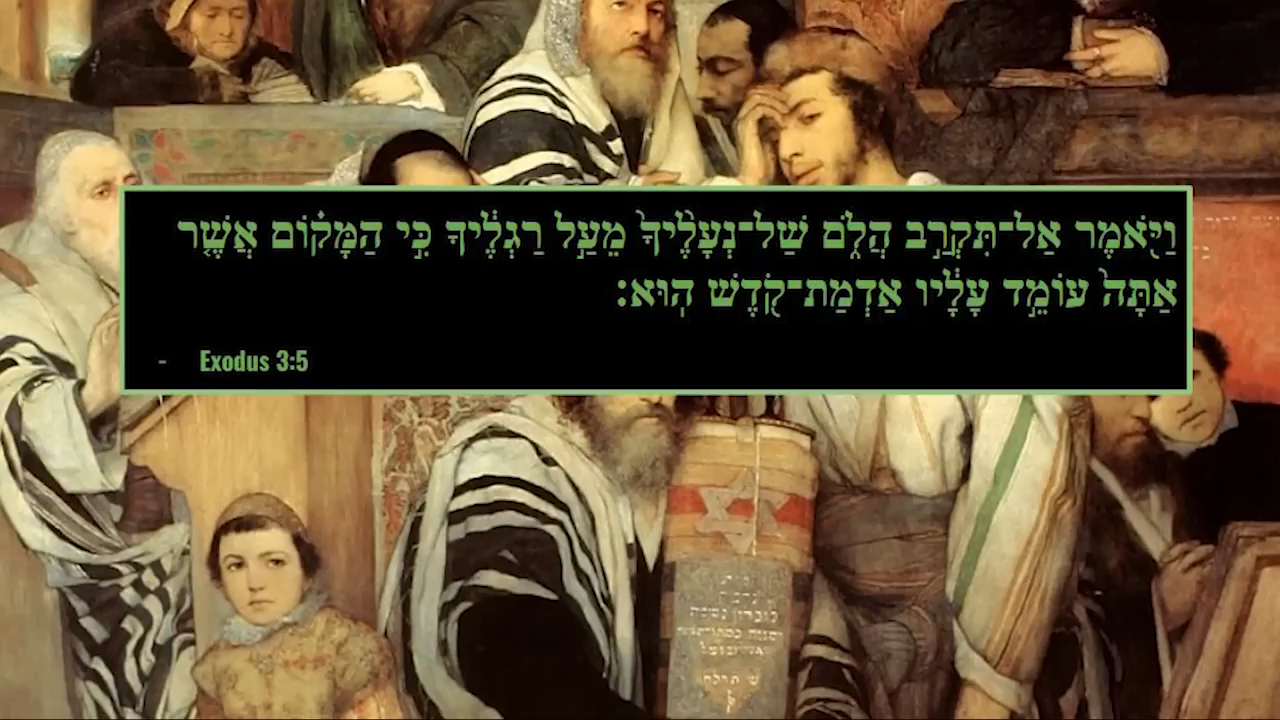 וַיֹּ֖אמֶר אַל־תִּקְרַ֣ב הֲלֹ֑ם שַׁל־נְעָלֶ֙יךָ֙ מֵעַ֣ל רַגְלֶ֔יךָ כִּ֣י הַמָּק֗וֹם אֲשֶׁ֤ר
אַתָּה֙ עוֹמֵ֣ד עָלָ֔יו אַדְמַת־קֹ֖דֶשׁ הֽוּא׃
- Exodus 3:5